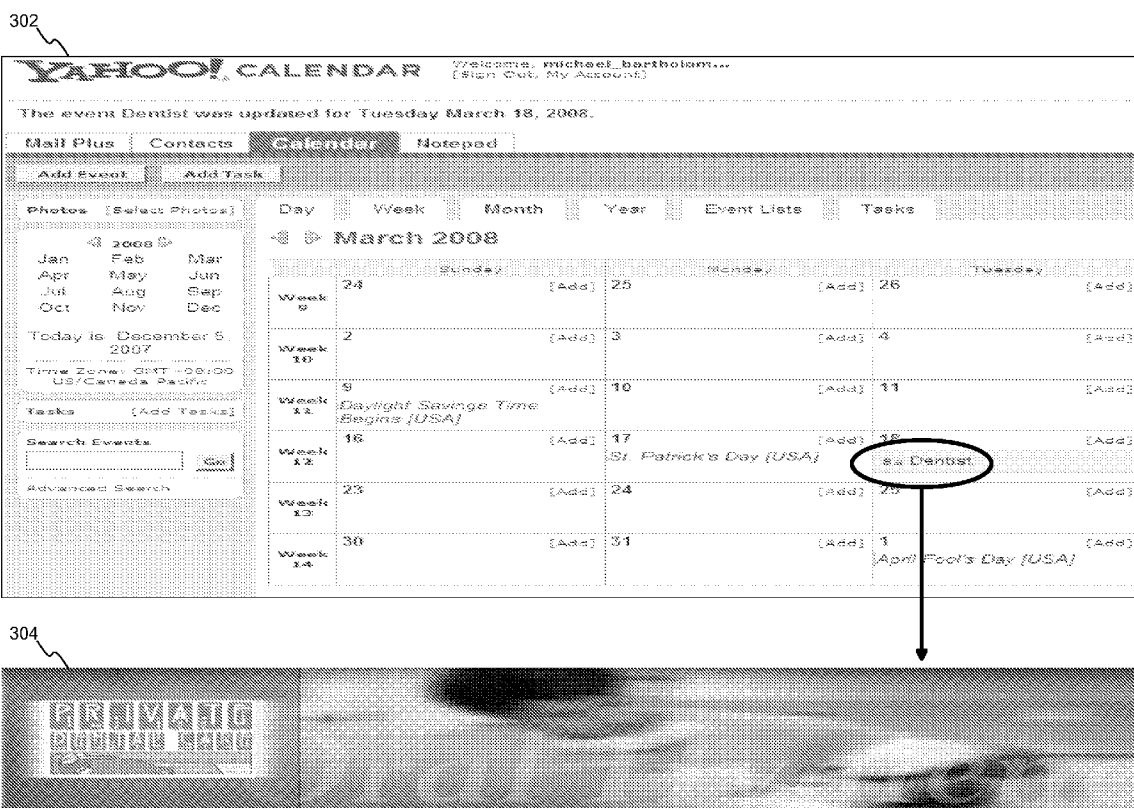 302
YAHOO! CALENDAR Welcome, michael_bartholom...
[Sign Out, My Account]
The event Dentist was updated for Tuesday March 18, 2008.
Mail Plus Contacts Calendar Notepad
Add Event Add Task
Photos [Select Photos]
Day Week Month Year Event Lists Tasks
2008
Jan Feb Mar
Apr May Jun
Jul Aug Sep
Oct Nov Dec
Today is December 5,
2007
Time Zone: GMT -08:00
US/Canada Pacific
Tasks [Add Tasks]
Search Events
Go
Advanced Search
March 2008
Sunday Monday Tuesday
Week 9
24 [Add] 25 [Add] 26 [Add]
Week 10
2 [Add] 3 [Add] 4 [Add]
Week 11
9 [Add] 10 [Add] 11 [Add]
Daylight Savings Time
Begins [USA]
Week 12
16 [Add] 17 [Add] 18 [Add]
St. Patrick's Day [USA] Dentist
Week 13
23 [Add] 24 [Add] 25 [Add]
Week 14
30 [Add] 31 [Add] 1 [Add]
April Fool's Day [USA]
304
PRIVATE
DENTAL CARE